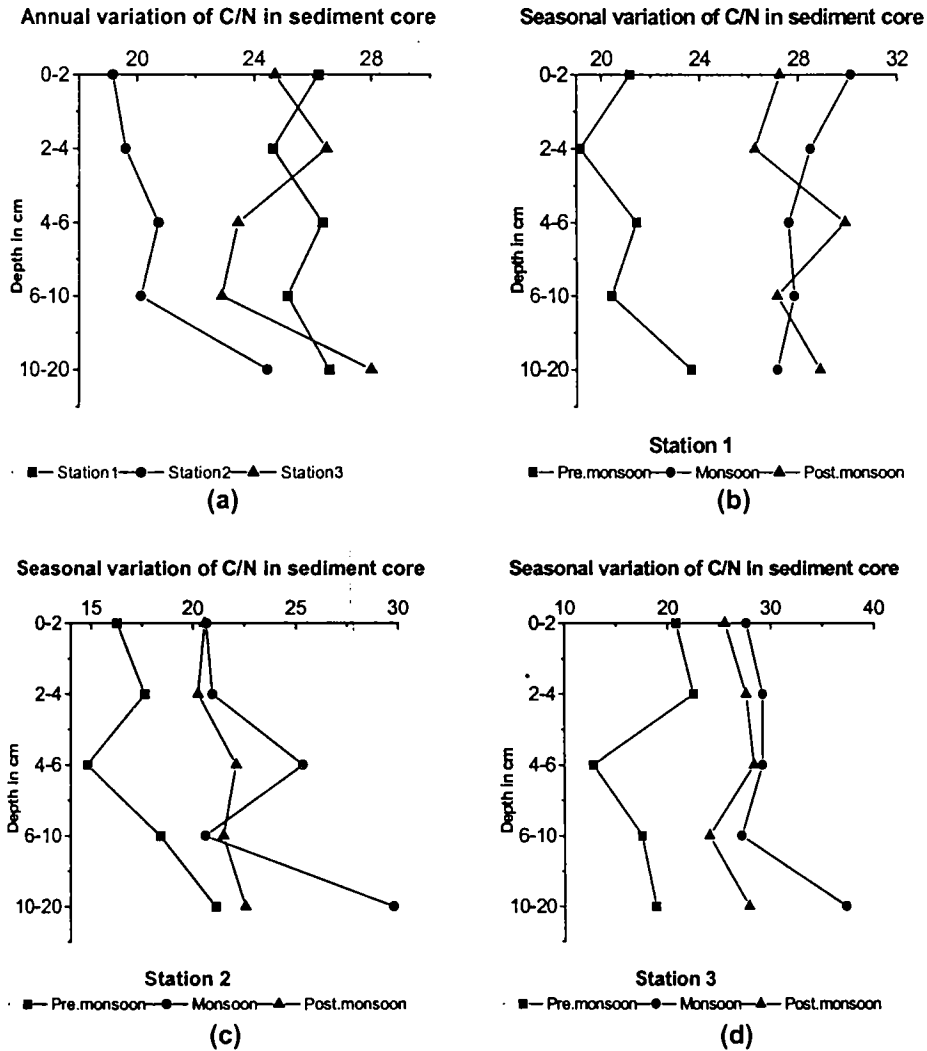 Annual variation of C/N in sediment core
20 24 28
0-2
2-4
4-6
6-10
10-20
Depth in cm
Station1 Station2 Station3
(a)
Seasonal variation of C/N in sediment core
20 24 28 32
0-2
2-4
4-6
6-10
10-20
Depth in cm
Station 1
Pre.monsoon Monsoon Post.monsoon
(b)
Seasonal variation of C/N in sediment core
15 20 25 30
0-2
2-4
4-6
6-10
10-20
Depth in cm
Station 2
Pre.monsoon Monsoon Post.monsoon
(c)
Seasonal variation of C/N in sediment core
10 20 30 40
0-2
2-4
4-6
6-10
10-20
Depth in cm
Station 3
Pre.monsoon Monsoon Post.monsoon
(d)